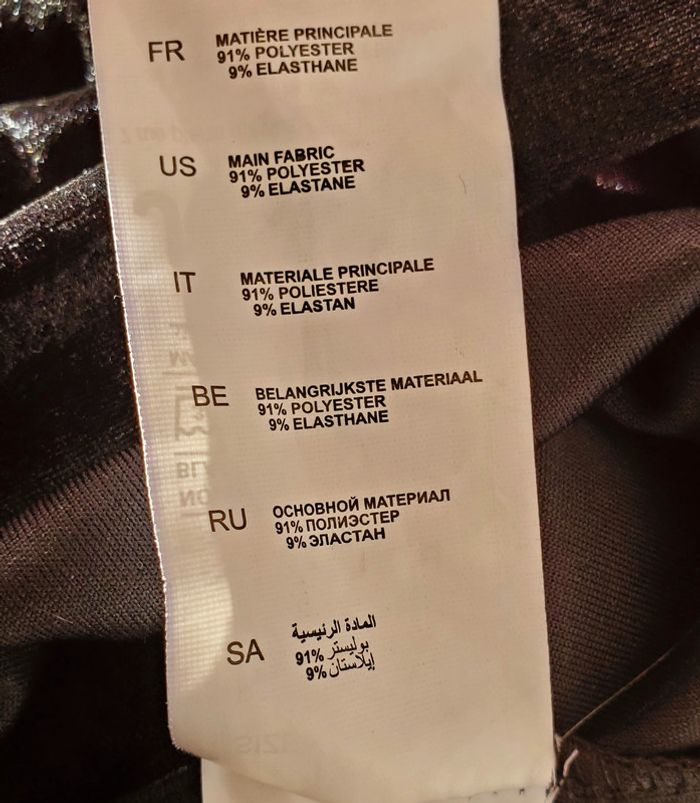 FR
MATIÈRE PRINCIPALE
91% POLYESTER
9% ELASTHANE
US
MAIN FABRIC
91% POLYESTER
9% ELASTANE
IT
MATERIALE PRINCIPALE
91% POLIESTERE
9% ELASTAN
BE
BELANGRIJKSTE MATERIAAL
91% POLYESTER
9% ELASTHANE
RU
ОСНОВНОЙ МАТЕРИАЛ
91% ПОЛИЭСТЕР
9% ЭЛАСТАН
SA
المادة الرئيسية
91% بوليستر
9% إيلاستان